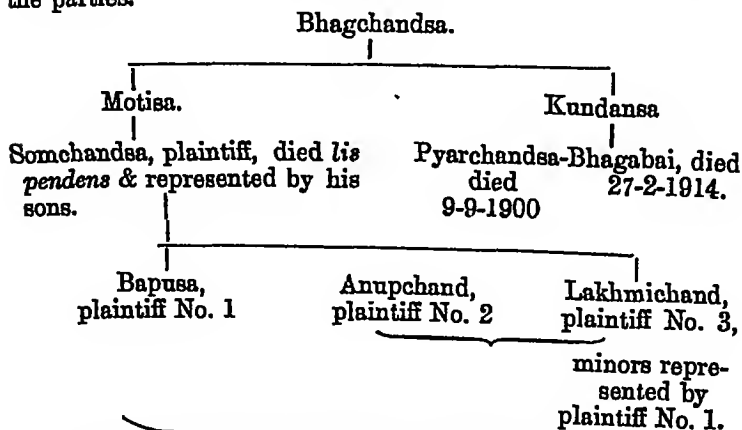 the parties.
Bhagchandsa.
Motisa.
Kundansa
Somchandsa, plaintiff, died lis
pendens & represented by his
sons.
Pyarchandsa-Bhagabai, died
died 27-2-1914.
9-9-1900
Bapusa,
plaintiff No. 1
Anupchand,
plaintiff No. 2
Lakhmichand,
plaintiff No. 3,
minors repre-
sented by
plaintiff No. 1.